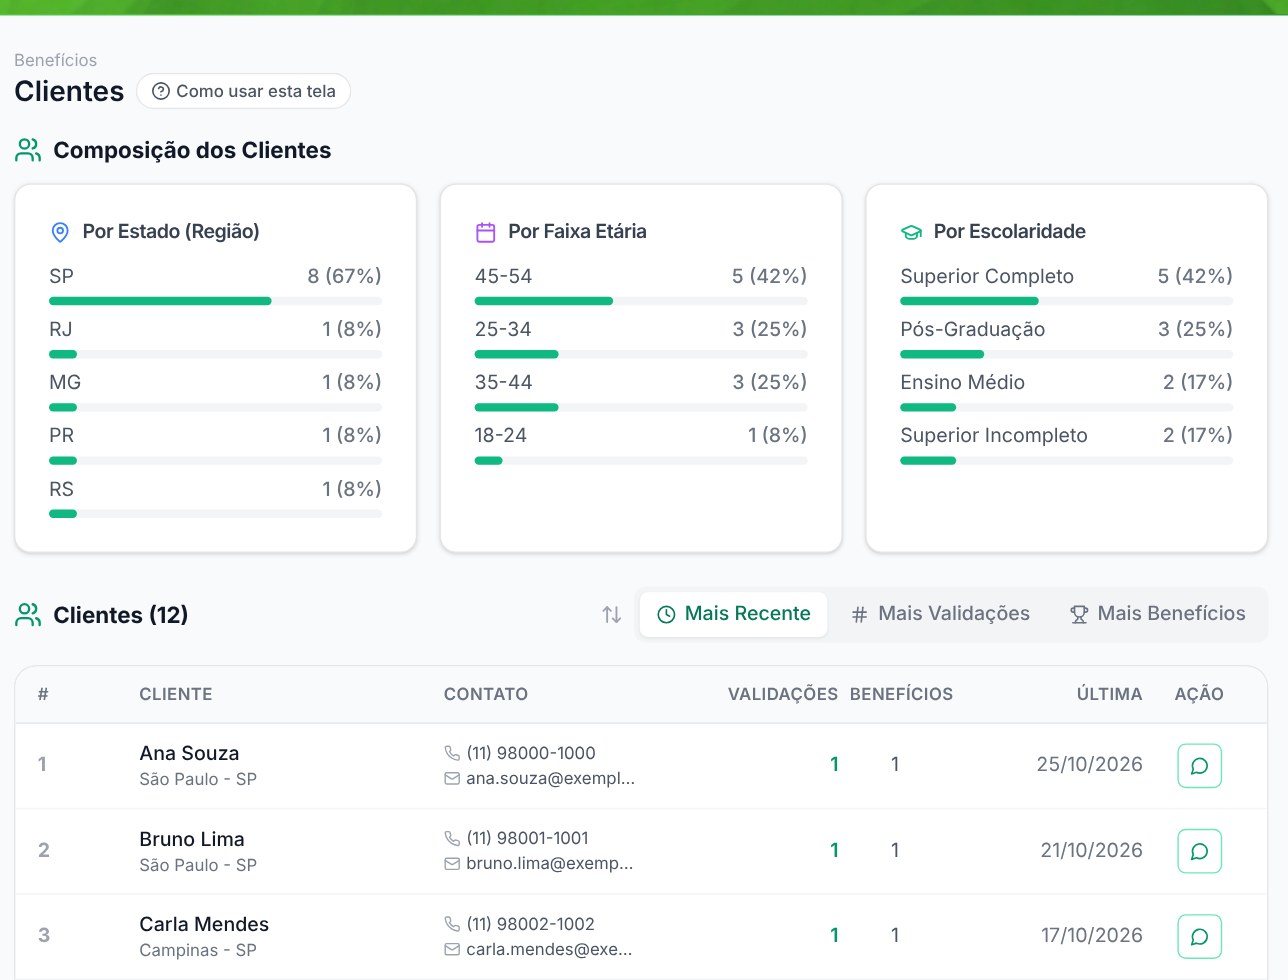 Benefícios
Clientes
Como usar esta tela
Composição dos Clientes
Por Estado (Região)
SP 8 (67%)
RJ 1 (8%)
MG 1 (8%)
PR 1 (8%)
RS 1 (8%)
Por Faixa Etária
45-54 5 (42%)
25-34 3 (25%)
35-44 3 (25%)
18-24 1 (8%)
Por Escolaridade
Superior Completo 5 (42%)
Pós-Graduação 3 (25%)
Ensino Médio 2 (17%)
Superior Incompleto 2 (17%)
Clientes (12)
Mais Recente # Mais Validações Mais Benefícios
# CLIENTE CONTATO VALIDAÇÕES BENEFÍCIOS ÚLTIMA AÇÃO
1 Ana Souza (11) 98000-1000 1 1 25/10/2026
São Paulo - SP ana.souza@exempl...
2 Bruno Lima (11) 98001-1001 1 1 21/10/2026
São Paulo - SP bruno.lima@exemp...
3 Carla Mendes (11) 98002-1002 1 1 17/10/2026
Campinas - SP carla.mendes@exe...